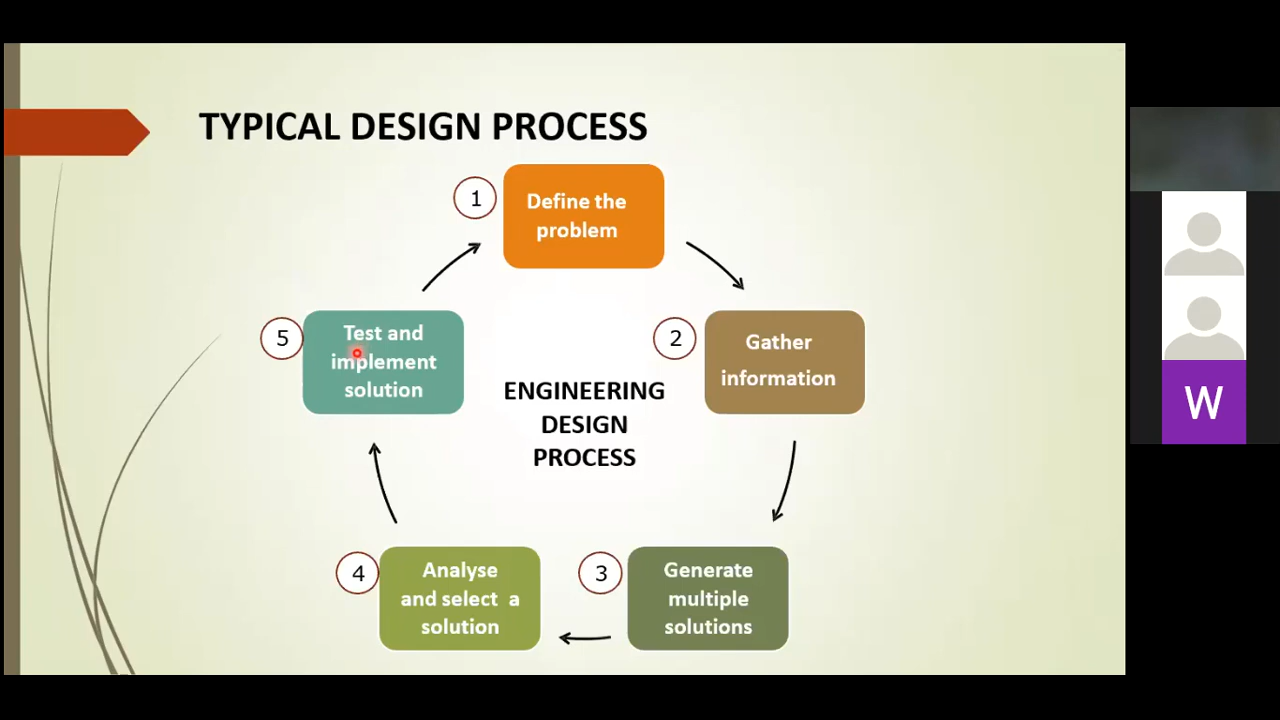 TYPICAL DESIGN PROCESS
1
Define the
problem
2
Gather
information
3
Generate
multiple
solutions
4
Analyse
and select a
solution
5
Test and
implement
solution
ENGINEERING
DESIGN
PROCESS
W